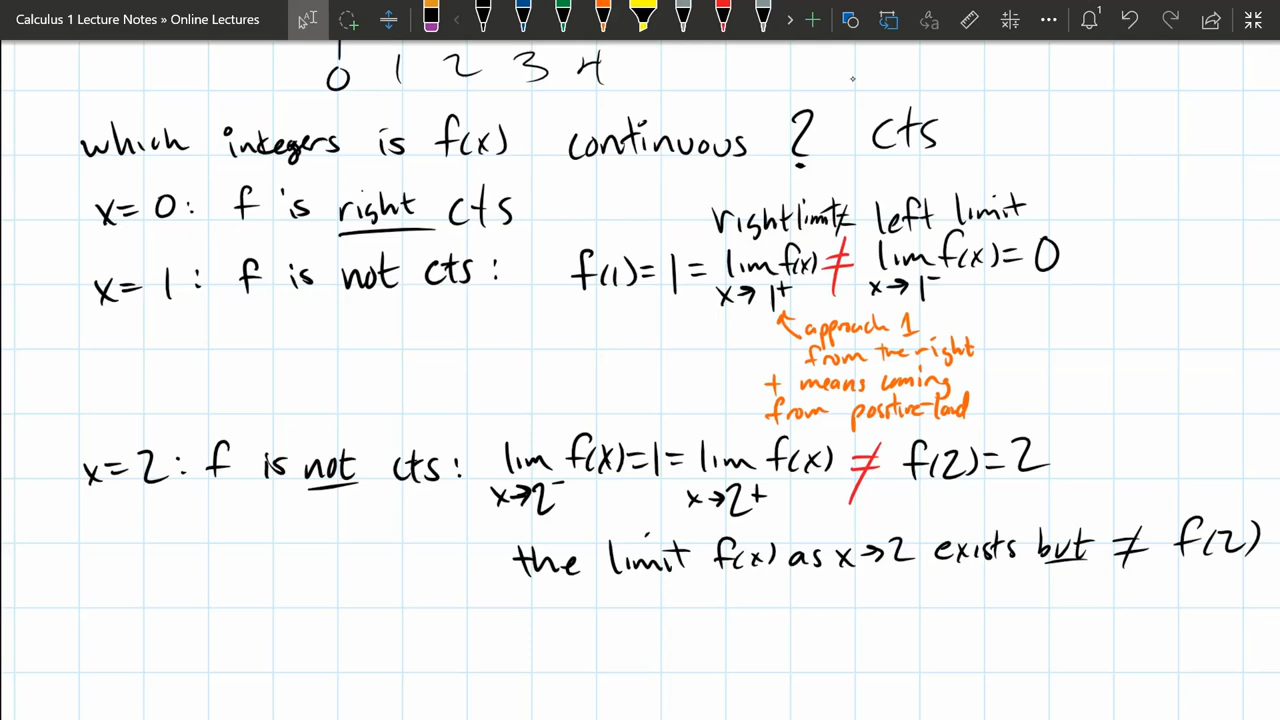 Calculus 1 Lecture Notes » Online Lectures
0 1 2 3 4
which integers is f(x) continuous ? cts
x=0: f is right cts
right limit ≠ left limit
x=1: f is not cts: f(1)=1= lim f(x) ≠ lim f(x)=0
x→1⁺ x→1⁻
approach 1
from the right
+ means coming
from positive-land
x=2: f is not cts: lim f(x)=1= lim f(x) ≠ f(2)=2
x→2⁻ x→2⁺
the limit f(x) as x→2 exists but ≠ f(2)